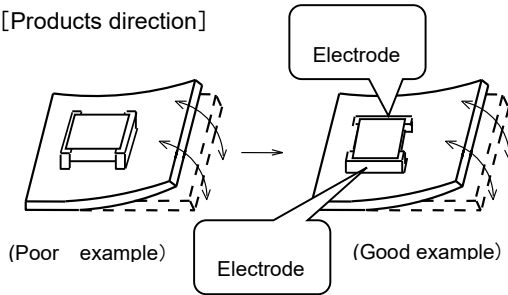 [Products direction]
Electrode
(Poor example)
(Good example)
Electrode